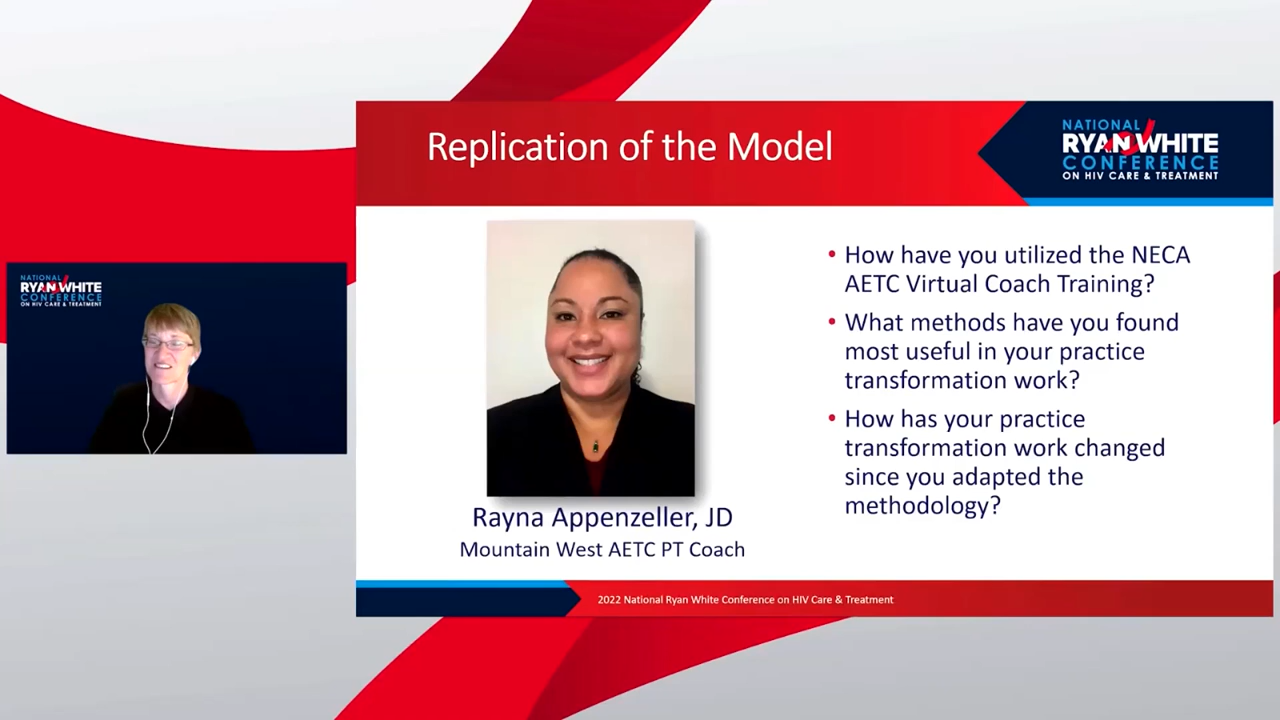 Replication of the Model
NATIONAL
RYAN WHITE
CONFERENCE
ON HIV CARE & TREATMENT
NATIONAL
RYAN WHITE
CONFERENCE
ON HIV CARE & TREATMENT
Rayna Appenzeller, JD
Mountain West AETC PT Coach
• How have you utilized the NECA
AETC Virtual Coach Training?
• What methods have you found
most useful in your practice
transformation work?
• How has your practice
transformation work changed
since you adapted the
methodology?
2022 National Ryan White Conference on HIV Care & Treatment